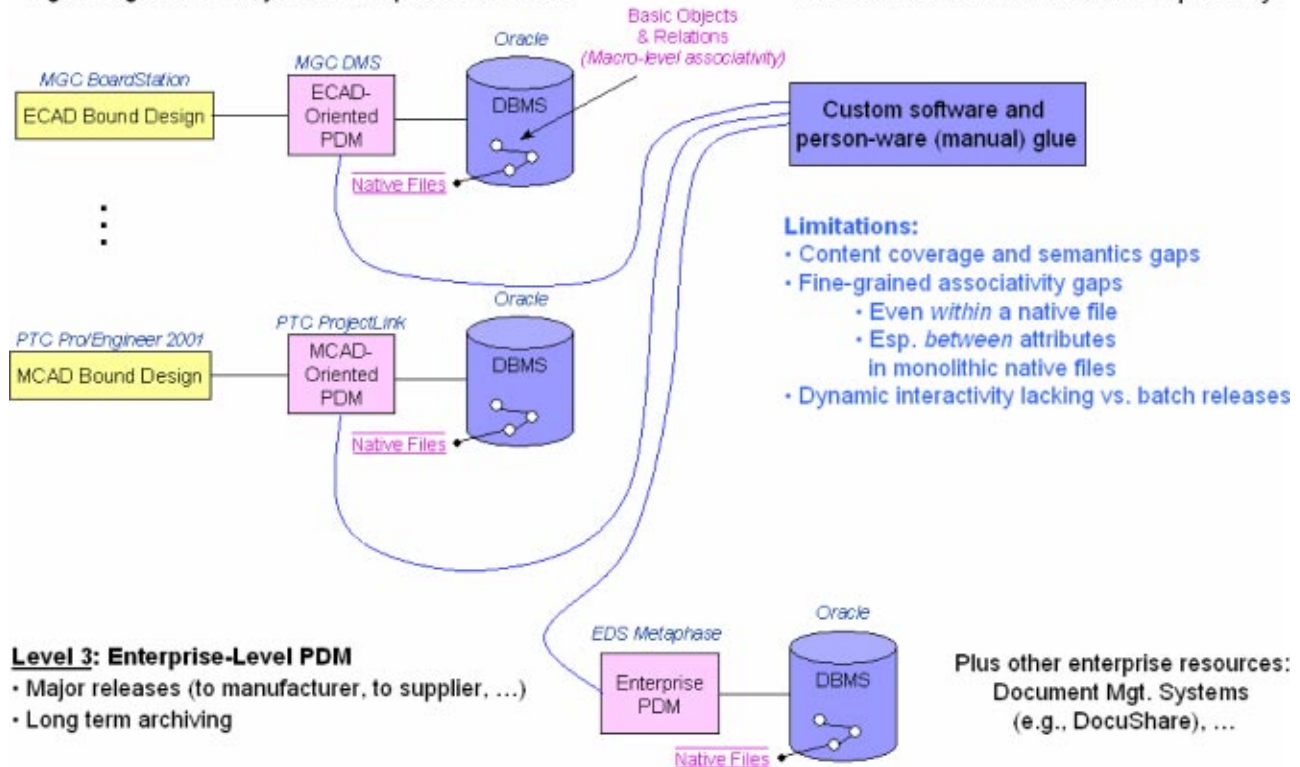 Oracle
Basic Objects
& Relations
(Macro-level associativity)
MGC BoardStation
ECAD Bound Design
MGC DMS
ECAD-
Oriented
PDM
DBMS
Native Files
Custom software and
person-ware (manual) glue
Limitations:
• Content coverage and semantics gaps
• Fine-grained associativity gaps
• Even within a native file
• Esp. between attributes
in monolithic native files
• Dynamic interactivity lacking vs. batch releases
Oracle
PTC Pro/Engineer 2001
MCAD Bound Design
PTC ProjectLink
MCAD-
Oriented
PDM
DBMS
Native Files
Level 3: Enterprise-Level PDM
• Major releases (to manufacturer, to supplier, …)
• Long term archiving
EDS Metaphase
Enterprise
PDM
Oracle
DBMS
Native Files
Plus other enterprise resources:
Document Mgt. Systems
(e.g., DocuShare), …